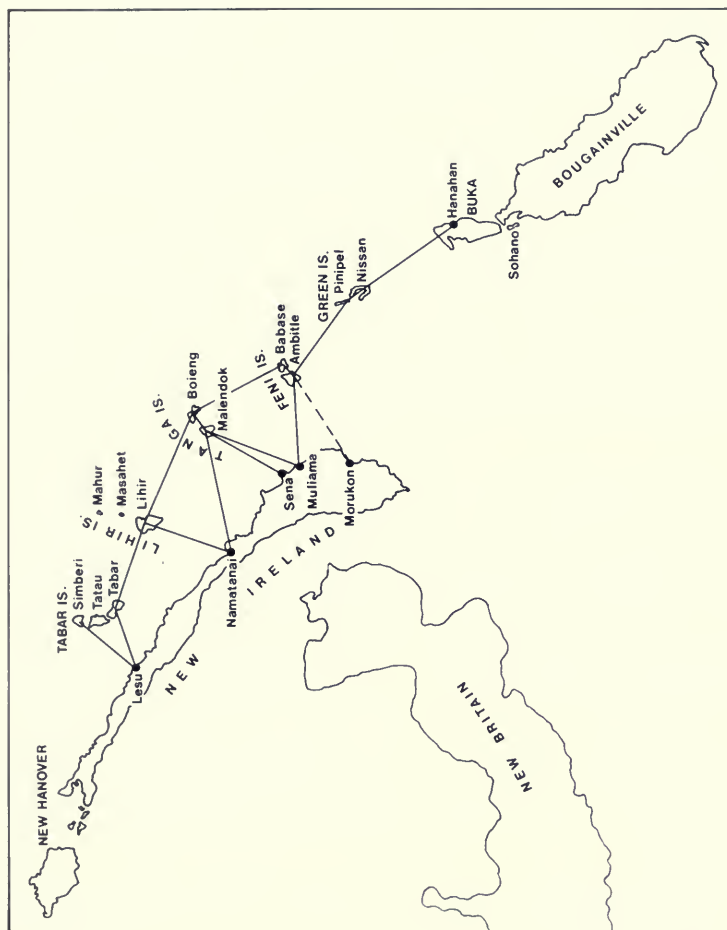 NEW HANOVER
TABAR IS.
Simberi
Tatau
Tabar
Lesu
LIHIR IS.
Mahur
Masahet
Lihir
Namatanai
NEW IRELAND
TANGA IS.
Boieng
Malendok
Sena
Muliama
Morukon
FENI IS.
Babase
Ambitle
GREEN IS.
Pinipel
Nissan
Hanahan
BUKA
Sohano
BOUGAINVILLE
NEW BRITAIN